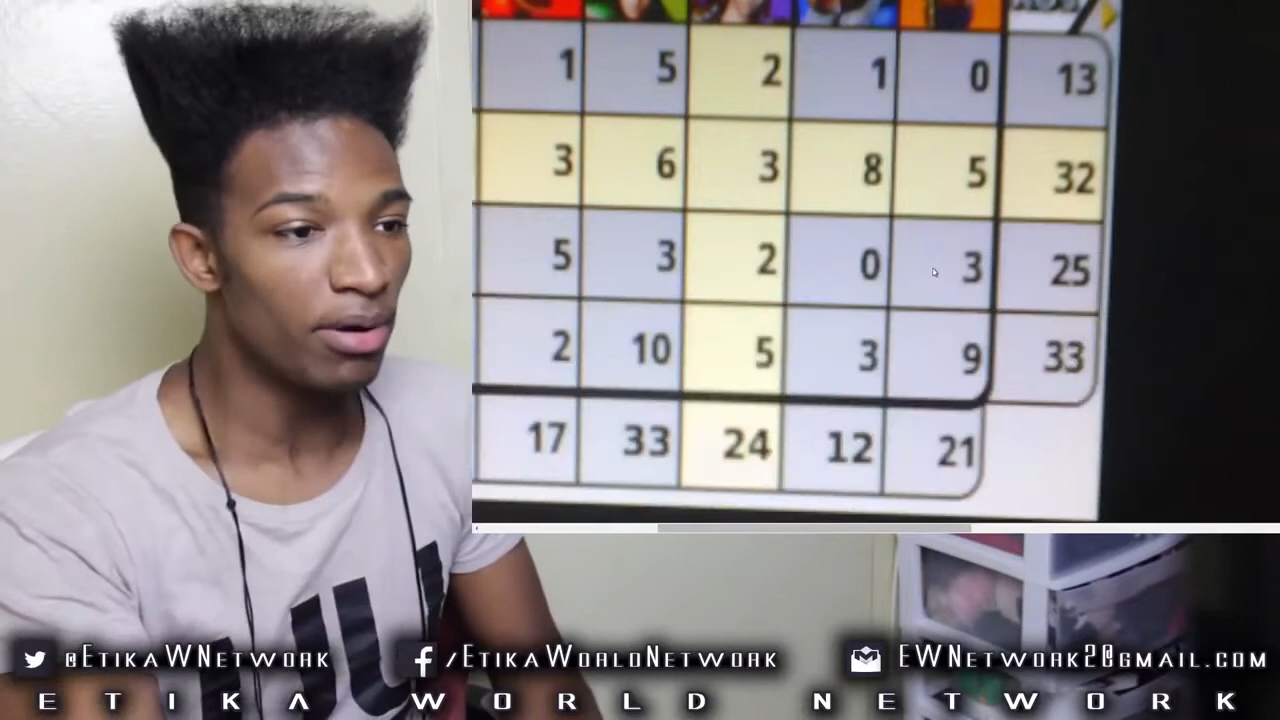 1 5 2 1 0 13
3 6 3 8 5 32
5 3 2 0 3 25
2 10 5 3 9 33
17 33 24 12 21
@EtikaWNetwork /EtikaWorldNetwork EWNetwork2@gmail.com
ETIKA WORLD NETWORK